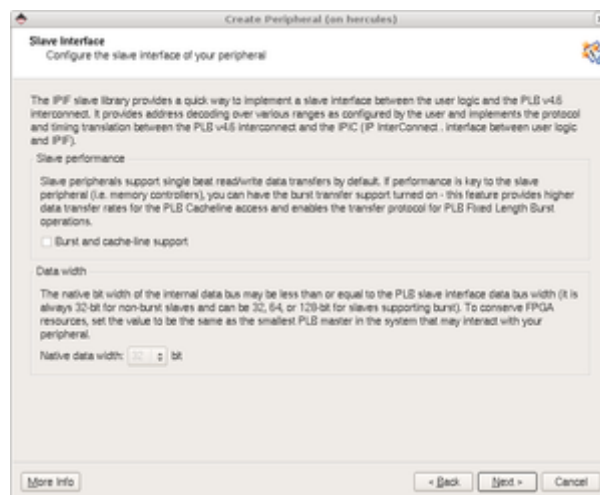 Create Peripheral (on hercules)
Slave Interface
Configure the slave interface of your peripheral
The IPIF slave library provides a quick way to implement a slave interface between the user logic and the PLB v4.6
interconnect. It provides address decoding over various ranges as configured by the user and implements the protocol
and timing translation between the PLB v4.6 interconnect and the IPIC (IP InterConnect . interface between user logic
and IPIF).
Slave performance
Slave peripherals support single beat read/write data transfers by default. If performance is key to the slave
peripheral (i.e. memory controllers), you can have the burst transfer support turned on - this feature provides higher
data transfer rates for the PLB Cacheline access and enables the transfer protocol for PLB Fixed Length Burst
operations.
Burst and cache-line support
Data width
The native bit width of the internal data bus may be less than or equal to the PLB slave interface data bus width (it is
always 32-bit for non-burst slaves and can be 32, 64, or 128-bit for slaves supporting burst). To conserve FPGA
resources, set the value to be the same as the smallest PLB master in the system that may interact with your
peripheral.
Native data width: 32 bit
More Info
< Back Next > Cancel